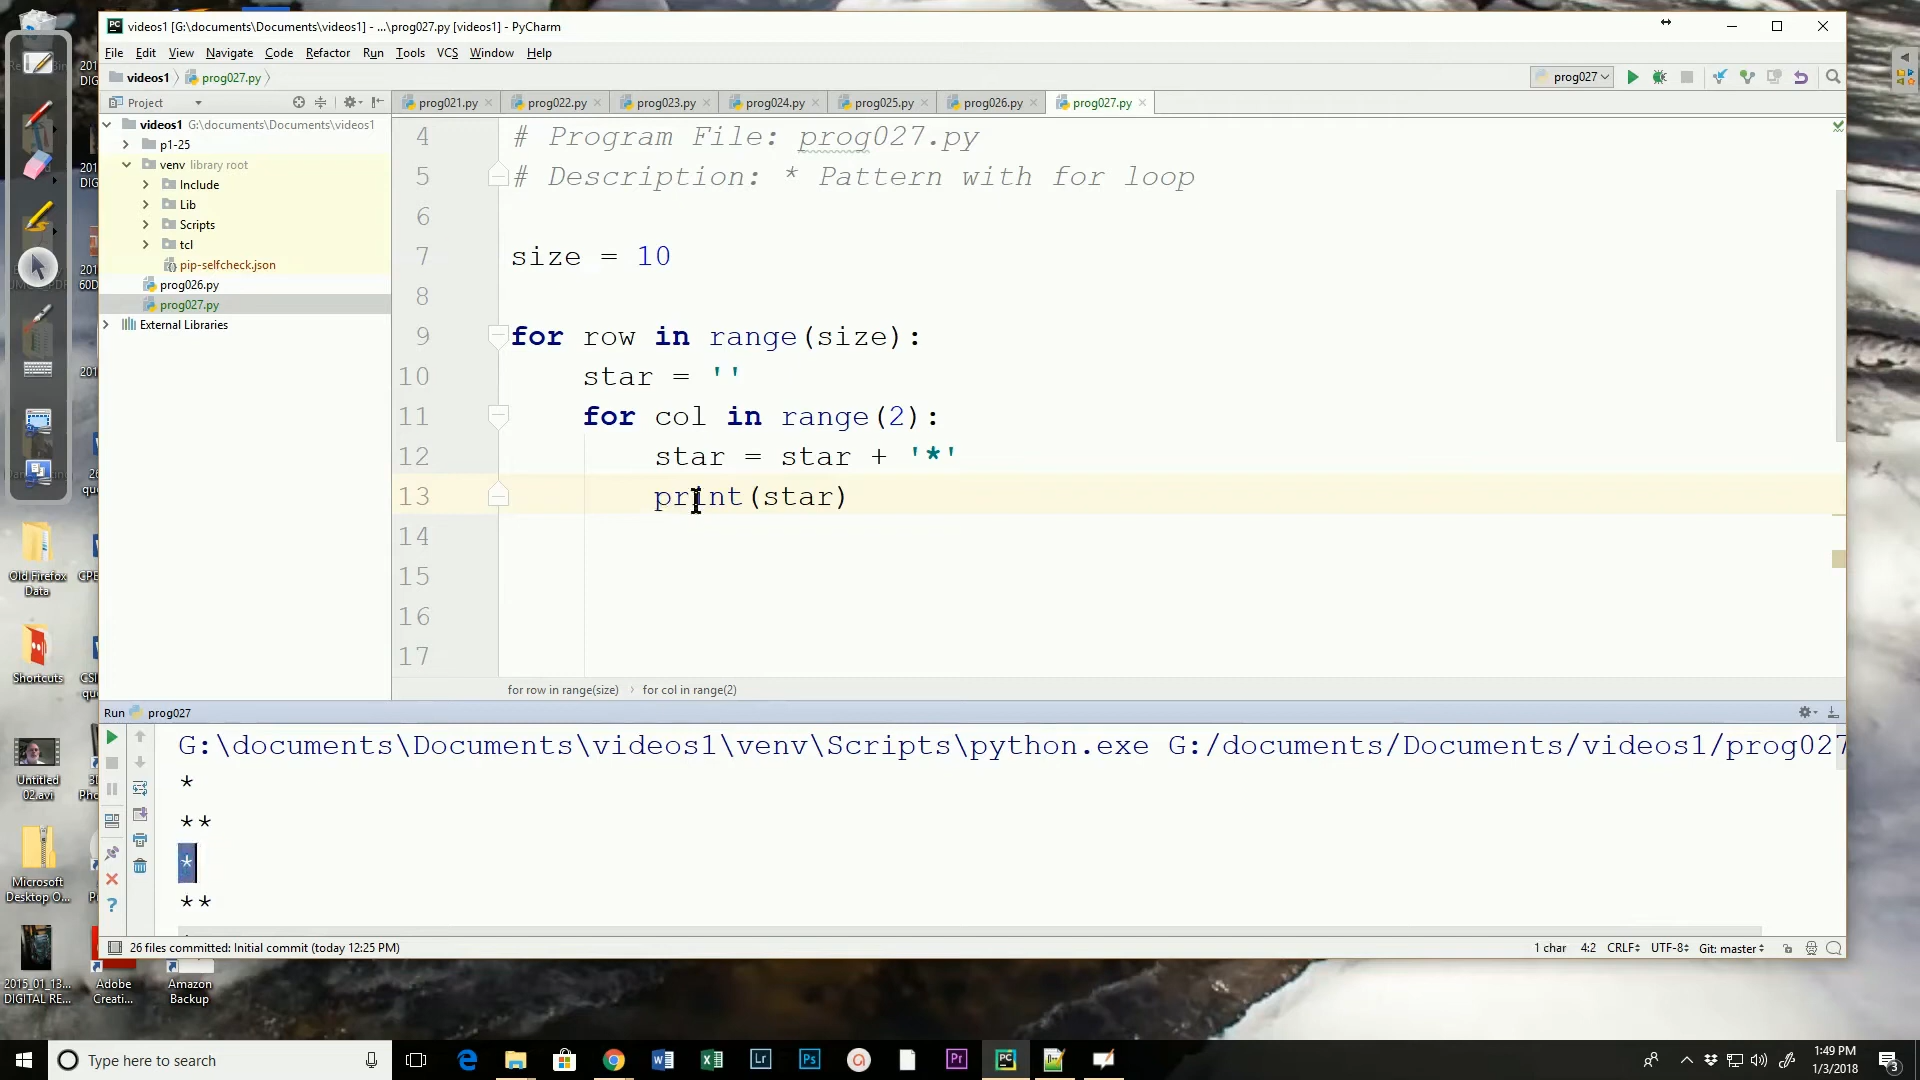 videos1 [G:\documents\Documents\videos1] - ...\prog027.py [videos1] - PyCharm
File Edit View Navigate Code Refactor Run Tools VCS Window Help
videos1 prog027.py
prog027
Project
prog021.py prog022.py prog023.py prog024.py prog025.py prog026.py prog027.py
videos1 G:\documents\Documents\videos1
p1-25
venv library root
Include
Lib
Scripts
tcl
pip-selfcheck.json
prog026.py
prog027.py
External Libraries
4 # Program File: prog027.py
5 # Description: * Pattern with for loop
6
7 size = 10
8
9 for row in range(size):
10 star = ''
11 for col in range(2):
12 star = star + '*'
13 print(star)
14
15
16
17
for row in range(size) for col in range(2)
Run prog027
G:\documents\Documents\videos1\venv\Scripts\python.exe G:/documents/Documents/videos1/prog027
*
**
*
**
26 files committed: Initial commit (today 12:25 PM)
1 char 4:2 CRLF UTF-8 Git: master
Old Firefox
Data
Shortcuts
Untitled
02.avi
Microsoft
Desktop O...
2015_01_13...
DIGITAL RE...
Adobe
Creati...
Amazon
Backup
Type here to search
Lr
Ps
Pr
PC
1:49 PM
1/3/2018
3